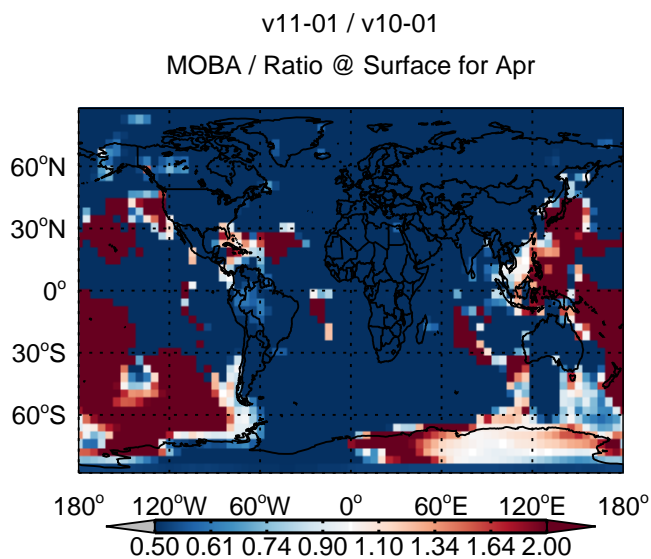 v11-01 / v10-01
MOBA / Ratio @ Surface for Apr
60°N
30°N
0°
30°S
60°S
180° 120°W 60°W 0° 60°E 120°E 180°
0.50 0.61 0.74 0.90 1.10 1.34 1.64 2.00